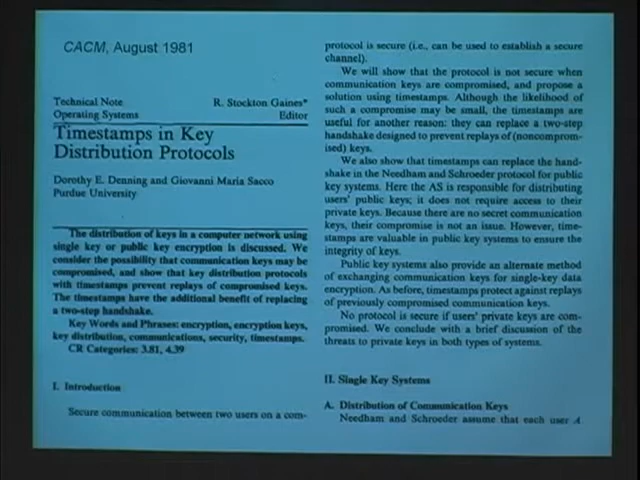 CACM, August 1981
Technical Note
Operating Systems
R. Stockton Gaines*
Editor
Timestamps in Key
Distribution Protocols
Dorothy E. Denning and Giovanni Maria Sacco
Purdue University
The distribution of keys in a computer network using
single key or public key encryption is discussed. We
consider the possibility that communication keys may be
compromised, and show that key distribution protocols
with timestamps prevent replays of compromised keys.
The timestamps have the additional benefit of replacing
a two-step handshake.
Key Words and Phrases: encryption, encryption keys,
key distribution, communications, security, timestamps.
CR Categories: 3.81, 4.39
I. Introduction
Secure communication between two users on a com-
protocol is secure (i.e., can be used to establish a secure
channel).
We will show that the protocol is not secure when
communication keys are compromised, and propose a
solution using timestamps. Although the likelihood of
such a compromise may be small, the timestamps are
useful for another reason: they can replace a two-step
handshake designed to prevent replays of (noncomprom-
ised) keys.
We also show that timestamps can replace the hand-
shake in the Needham and Schroeder protocol for public
key systems. Here the AS is responsible for distributing
users' public keys; it does not require access to their
private keys. Because there are no secret communication
keys, their compromise is not an issue. However, time-
stamps are valuable in public key systems to ensure the
integrity of keys.
Public key systems also provide an alternate method
of exchanging communication keys for single-key data
encryption. As before, timestamps protect against replays
of previously compromised communication keys.
No protocol is secure if users' private keys are com-
promised. We conclude with a brief discussion of the
threats to private keys in both types of systems.
II. Single Key Systems
A. Distribution of Communication Keys
Needham and Schroeder assume that each user A